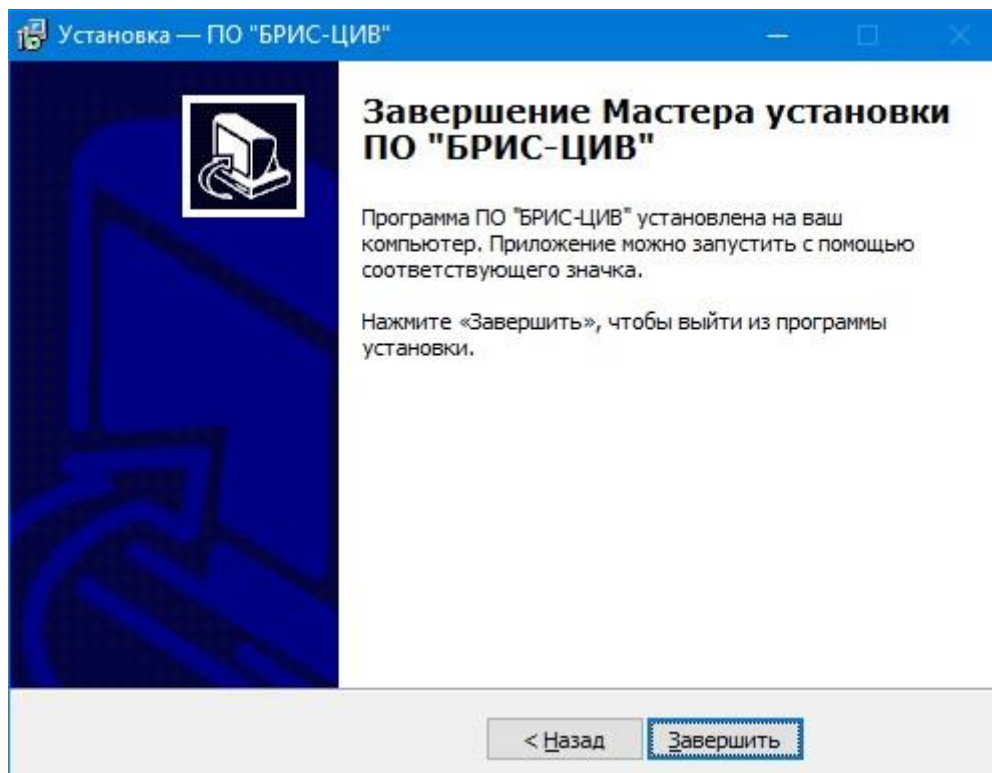 Установка — ПО "БРИС-ЦИВ"
Завершение Мастера установки
ПО "БРИС-ЦИВ"
Программа ПО "БРИС-ЦИВ" установлена на ваш
компьютер. Приложение можно запустить с помощью
соответствующего значка.
Нажмите «Завершить», чтобы выйти из программы
установки.
< Назад
Завершить